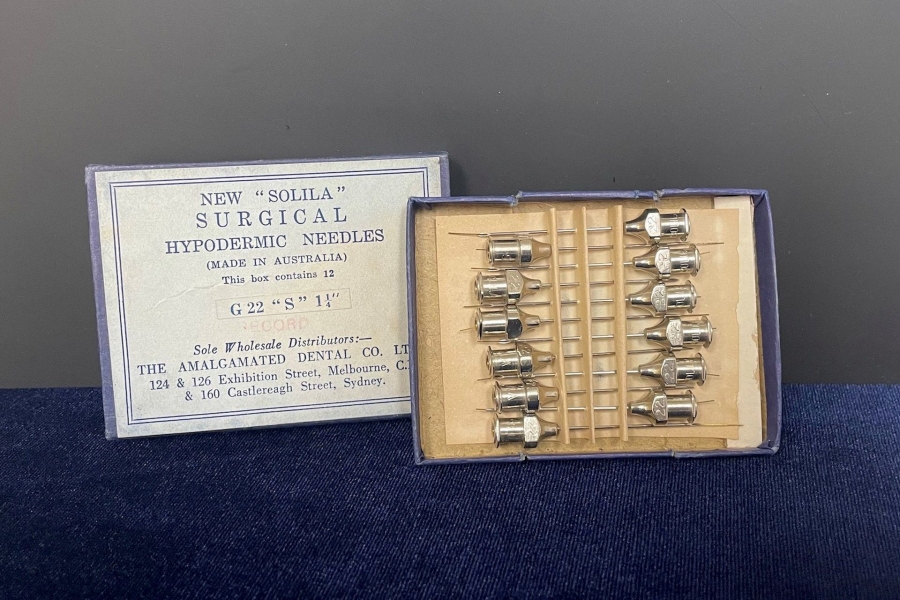 NEW "SOLILA"
SURGICAL
HYPODERMIC NEEDLES
(MADE IN AUSTRALIA)
This box contains 12
G 22 "S" 1¼"
RECORD
Sole Wholesale Distributors:—
THE AMALGAMATED DENTAL CO. LT
124 & 126 Exhibition Street, Melbourne, C.
& 160 Castlereagh Street, Sydney.